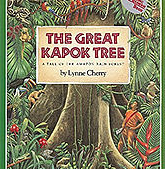 THE GREAT
KAPOK TREE
A TALE OF THE AMAZON RAIN FOREST
by Lynne Cherry